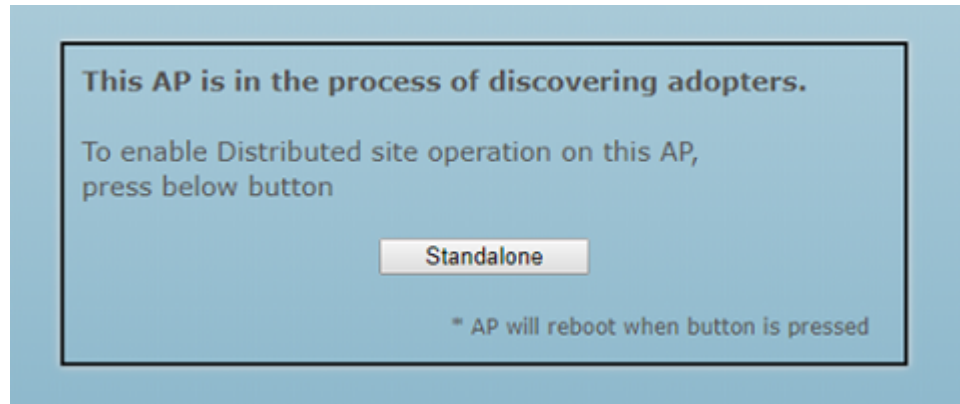 This AP is in the process of discovering adopters.
To enable Distributed site operation on this AP,
press below button
Standalone
* AP will reboot when button is pressed